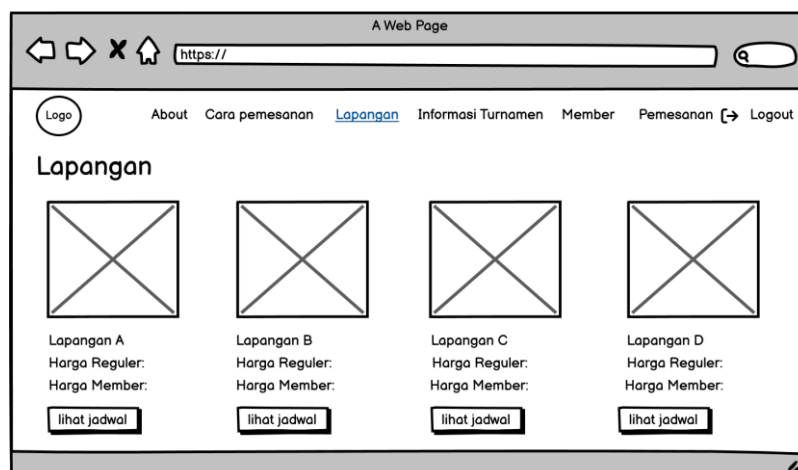 A Web Page
https://
Logo About Cara pemesanan Lapangan Informasi Turnamen Member Pemesanan Logout
Lapangan
Lapangan A Lapangan B Lapangan C Lapangan D
Harga Reguler: Harga Reguler: Harga Reguler: Harga Reguler:
Harga Member: Harga Member: Harga Member: Harga Member:
lihat jadwal lihat jadwal lihat jadwal lihat jadwal